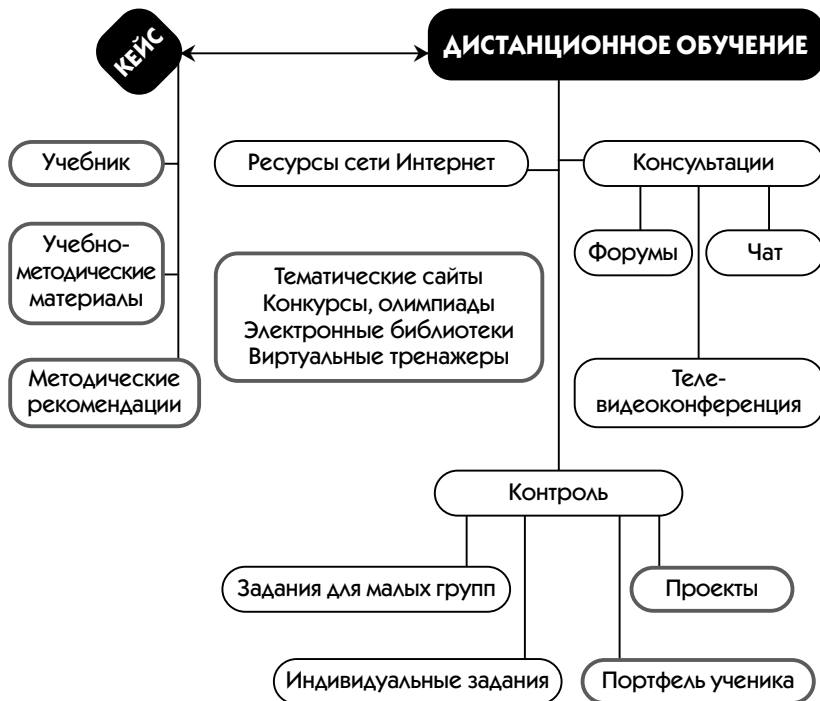 КЕЙС
ДИСТАНЦИОННОЕ ОБУЧЕНИЕ
Учебник
Ресурсы сети Интернет
Консультации
Учебно-
методические
материалы
Форумы
Чат
Тематические сайты
Конкурсы, олимпиады
Электронные библиотеки
Виртуальные тренажеры
Методические
рекомендации
Теле-
видеоконференция
Контроль
Задания для малых групп
Проекты
Индивидуальные задания
Портфель ученика